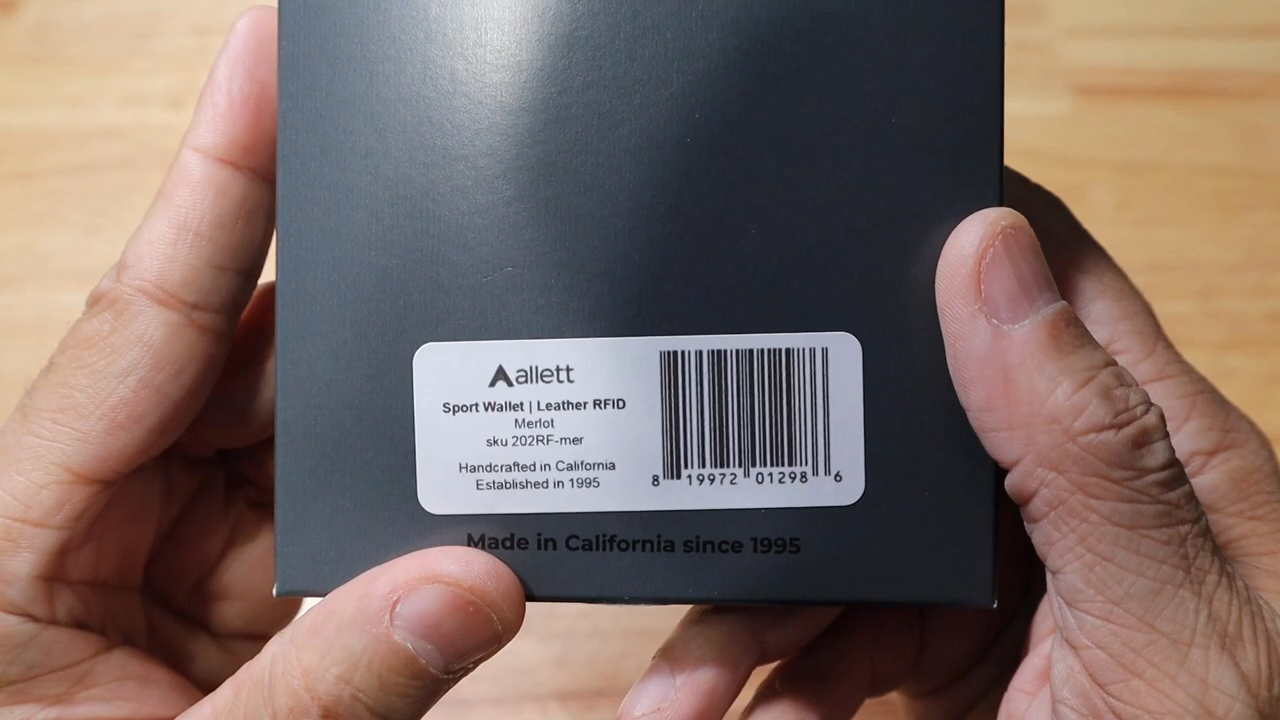 allett
Sport Wallet | Leather RFID
Merlot
sku 202RF-mer
Handcrafted in California
Established in 1995
8 19972 01298 6
Made in California since 1995